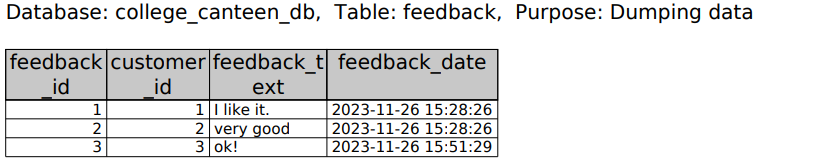 Database: college_canteen_db, Table: feedback, Purpose: Dumping data
feedback_id customer_id feedback_text feedback_date
1 1 I like it. 2023-11-26 15:28:26
2 2 very good 2023-11-26 15:28:26
3 3 ok! 2023-11-26 15:51:29